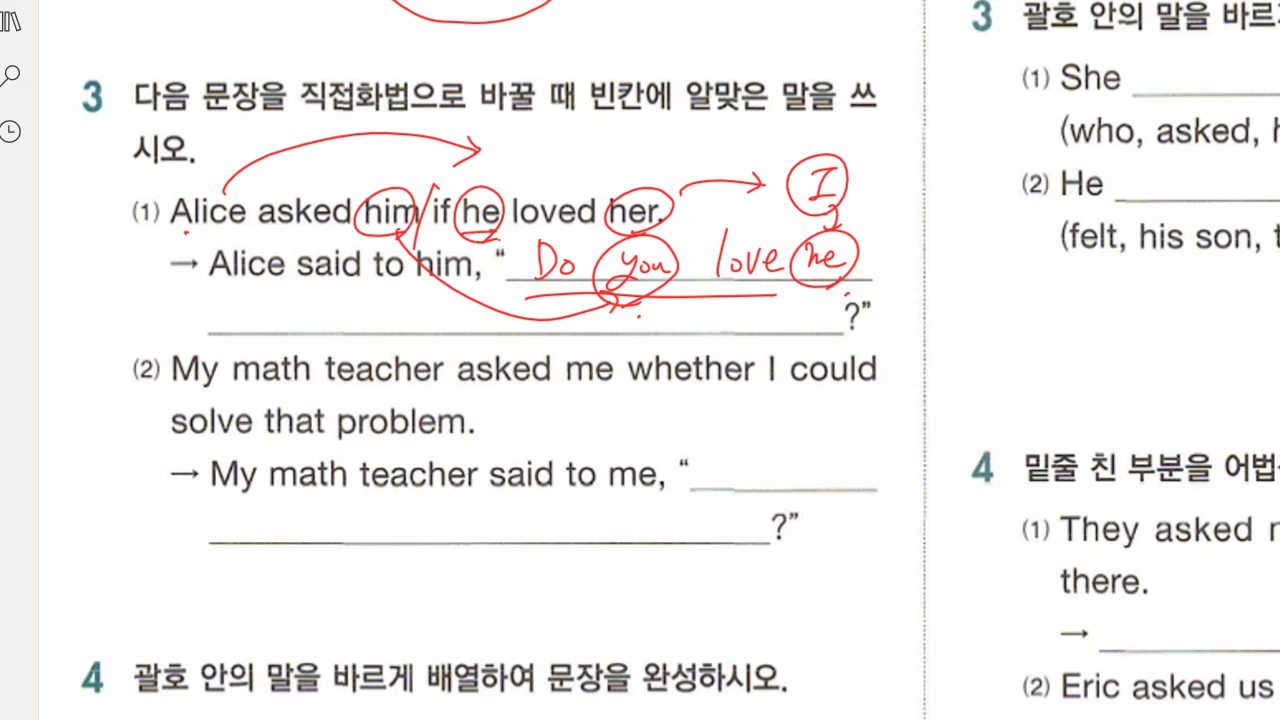 3 다음 문장을 직접화법으로 바꿀 때 빈칸에 알맞은 말을 쓰
시오.
I
(1) Alice asked him / if he loved her.
→ Alice said to him, “ Do you love me
?”
(2) My math teacher asked me whether I could
solve that problem.
→ My math teacher said to me, “
?”
4 괄호 안의 말을 바르게 배열하여 문장을 완성하시오.
3 괄호 안의 말을
(1) She
(who, asked,
(2) He
(felt, his son,
4 밑줄 친 부분을
(1) They asked
there.
→
(2) Eric asked us